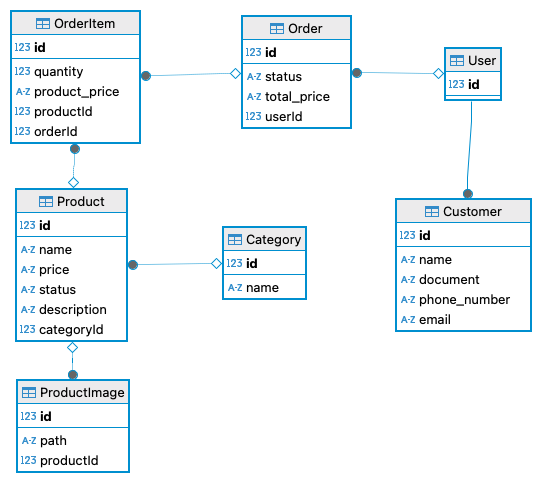 OrderItem
123 id
123 quantity
A-Z product_price
123 productId
123 orderId
Order
123 id
A-Z status
A-Z total_price
123 userId
User
123 id
Product
123 id
A-Z name
A-Z price
A-Z status
A-Z description
123 categoryId
Category
123 id
A-Z name
Customer
123 id
A-Z name
A-Z document
A-Z phone_number
A-Z email
ProductImage
123 id
A-Z path
123 productId